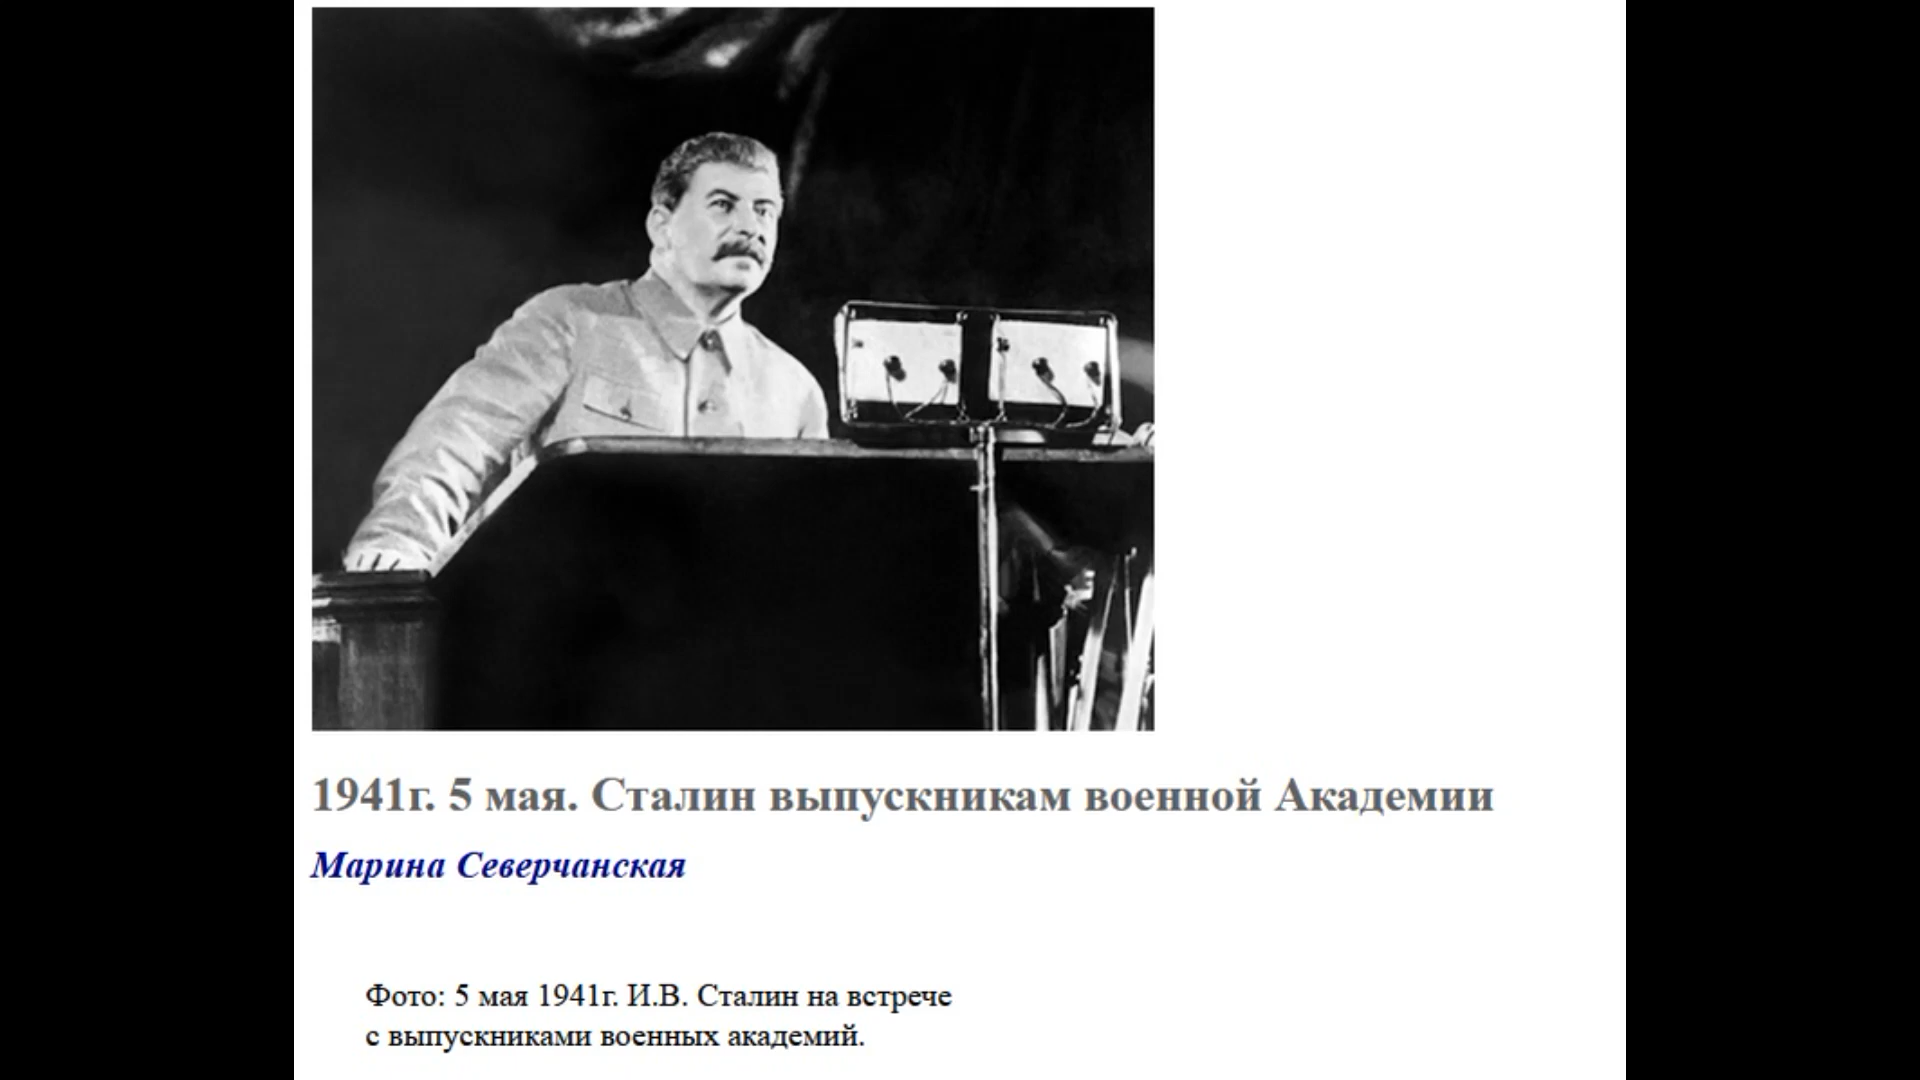 1941г. 5 мая. Сталин выпускникам военной Академии
Марина Северчанская
Фото: 5 мая 1941г. И.В. Сталин на встрече
с выпускниками военных академий.